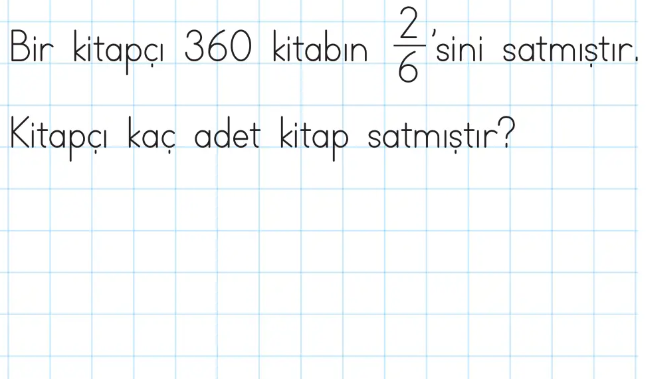 Bir kitapçı 360 kitabın 2/6'sini satmıştır.
Kitapçı kaç adet kitap satmıştır?